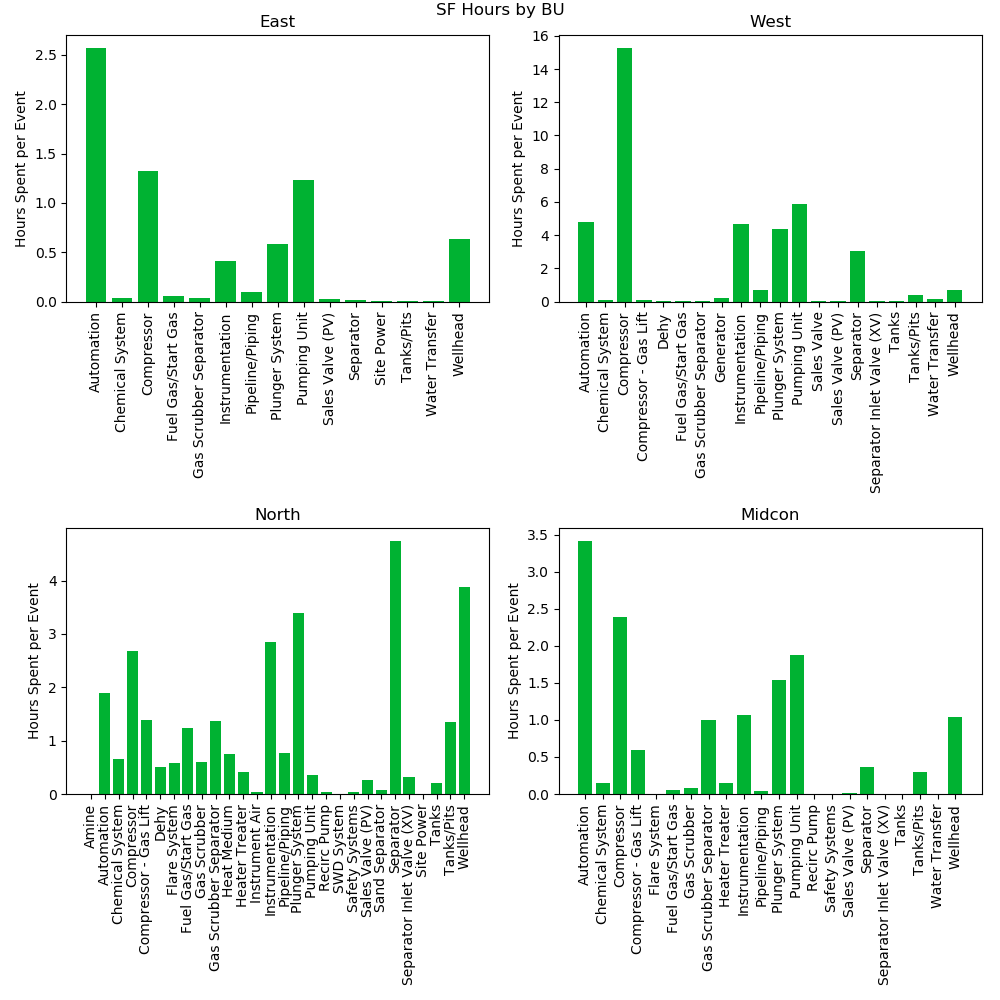 SF Hours by BU
East
Hours Spent per Event
2.5
2.0
1.5
1.0
0.5
0.0
Automation
Chemical System
Compressor
Fuel Gas/Start Gas
Gas Scrubber Separator
Instrumentation
Pipeline/Piping
Plunger System
Pumping Unit
Sales Valve (PV)
Separator
Site Power
Tanks/Pits
Water Transfer
Wellhead
West
Hours Spent per Event
16
14
12
10
8
6
4
2
0
Automation
Chemical System
Compressor
Compressor - Gas Lift
Dehy
Fuel Gas/Start Gas
Gas Scrubber Separator
Generator
Instrumentation
Pipeline/Piping
Plunger System
Pumping Unit
Sales Valve
Sales Valve (PV)
Separator
Separator Inlet Valve (XV)
Tanks
Tanks/Pits
Water Transfer
Wellhead
North
Hours Spent per Event
4
3
2
1
0
Amine
Automation
Chemical System
Compressor
Compressor - Gas Lift
Dehy
Flare System
Fuel Gas/Start Gas
Gas Scrubber
Gas Scrubber Separator
Heat Medium
Heater Treater
Instrument Air
Instrumentation
Pipeline/Piping
Plunger System
Pumping Unit
Recirc Pump
SWD System
Safety Systems
Sales Valve (PV)
Sand Separator
Separator
Separator Inlet Valve (XV)
Site Power
Tanks
Tanks/Pits
Wellhead
Midcon
Hours Spent per Event
3.5
3.0
2.5
2.0
1.5
1.0
0.5
0.0
Automation
Chemical System
Compressor
Compressor - Gas Lift
Flare System
Fuel Gas/Start Gas
Gas Scrubber
Gas Scrubber Separator
Heater Treater
Instrumentation
Pipeline/Piping
Plunger System
Pumping Unit
Recirc Pump
Safety Systems
Sales Valve (PV)
Separator
Separator Inlet Valve (XV)
Tanks
Tanks/Pits
Water Transfer
Wellhead